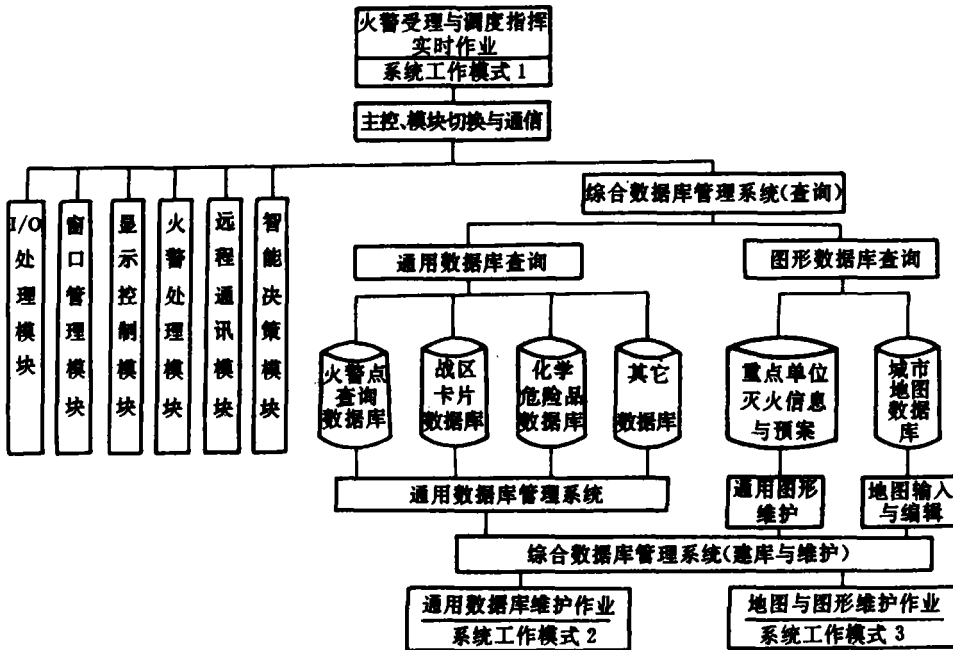 火警受理与调度指挥
实时作业
系统工作模式1
主控、模块切换与通信
I/O处理模块
窗口管理模块
显示控制模块
火警处理模块
远程通讯模块
智能决策模块
综合数据库管理系统(查询)
通用数据库查询
图形数据库查询
火警点
查询
数据库
战区
卡片
数据库
化学
危险品
数据库
其它
数据库
重点单位
灭火信息
与预案
城市
地图
数据
库
通用数据库管理系统
通用图形
维护
地图输入
与编辑
综合数据库管理系统(建库与维护)
通用数据库维护作业
系统工作模式2
地图与图形维护作业
系统工作模式3